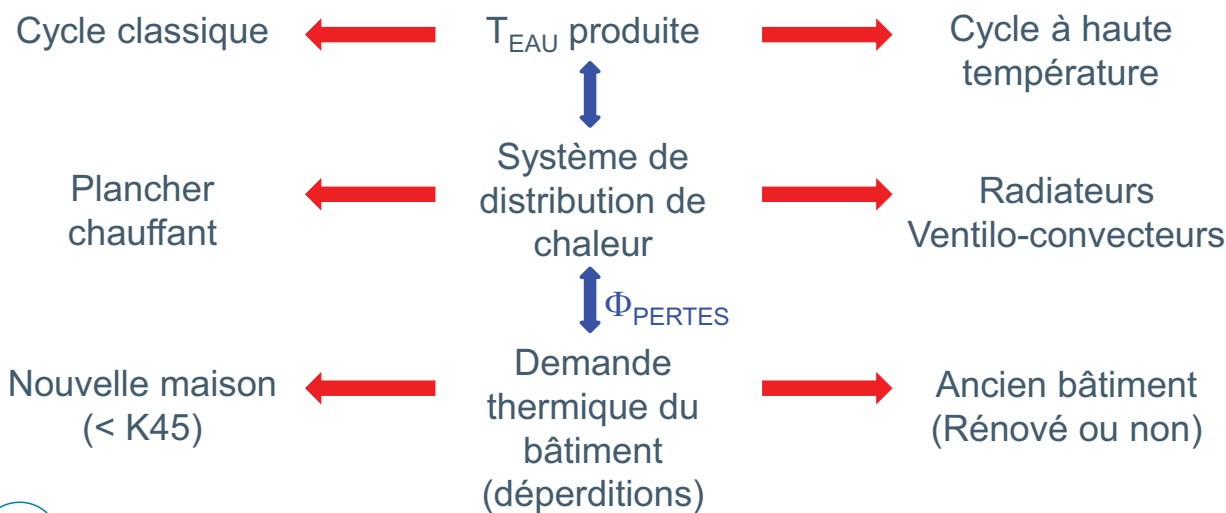 Cycle classique
T_EAU produite
Cycle à haute
température
Plancher
chauffant
Système de
distribution de
chaleur
Radiateurs
Ventilo-convecteurs
Φ_PERTES
Nouvelle maison
(< K45)
Demande
thermique du
bâtiment
(déperditions)
Ancien bâtiment
(Rénové ou non)